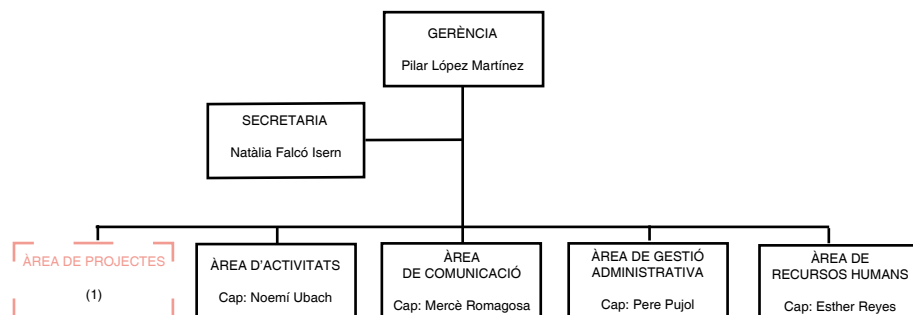 GERÈNCIA
Pilar López Martínez
SECRETARIA
Natàlia Falcó Isern
ÀREA DE PROJECTES
(1)
ÀREA D'ACTIVITATS
Cap: Noemí Ubach
ÀREA
DE COMUNICACIÓ
Cap: Mercè Romagosa
ÀREA DE GESTIÓ
ADMINISTRATIVA
Cap: Pere Pujol
ÀREA DE
RECURSOS HUMANS
Cap: Esther Reyes